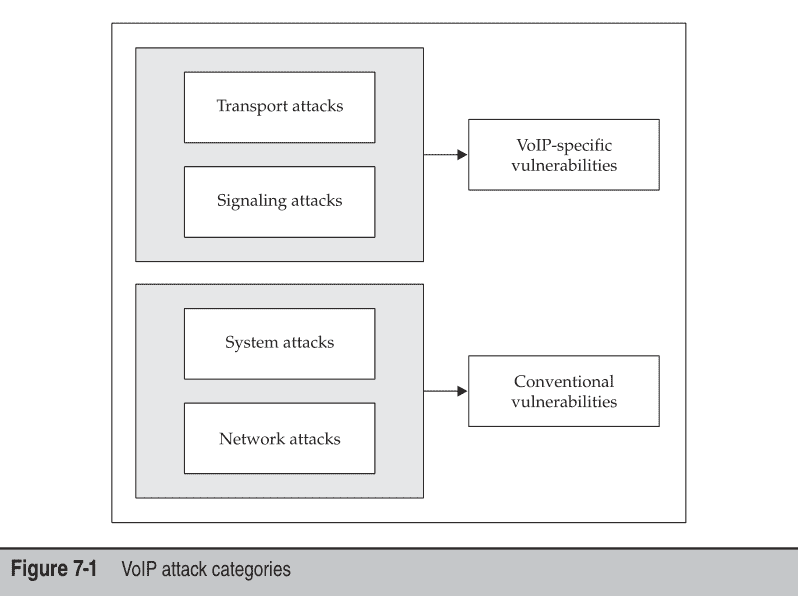 Transport attacks
Signaling attacks
VoIP-specific
vulnerabilities
System attacks
Network attacks
Conventional
vulnerabilities
Figure 7-1 VoIP attack categories